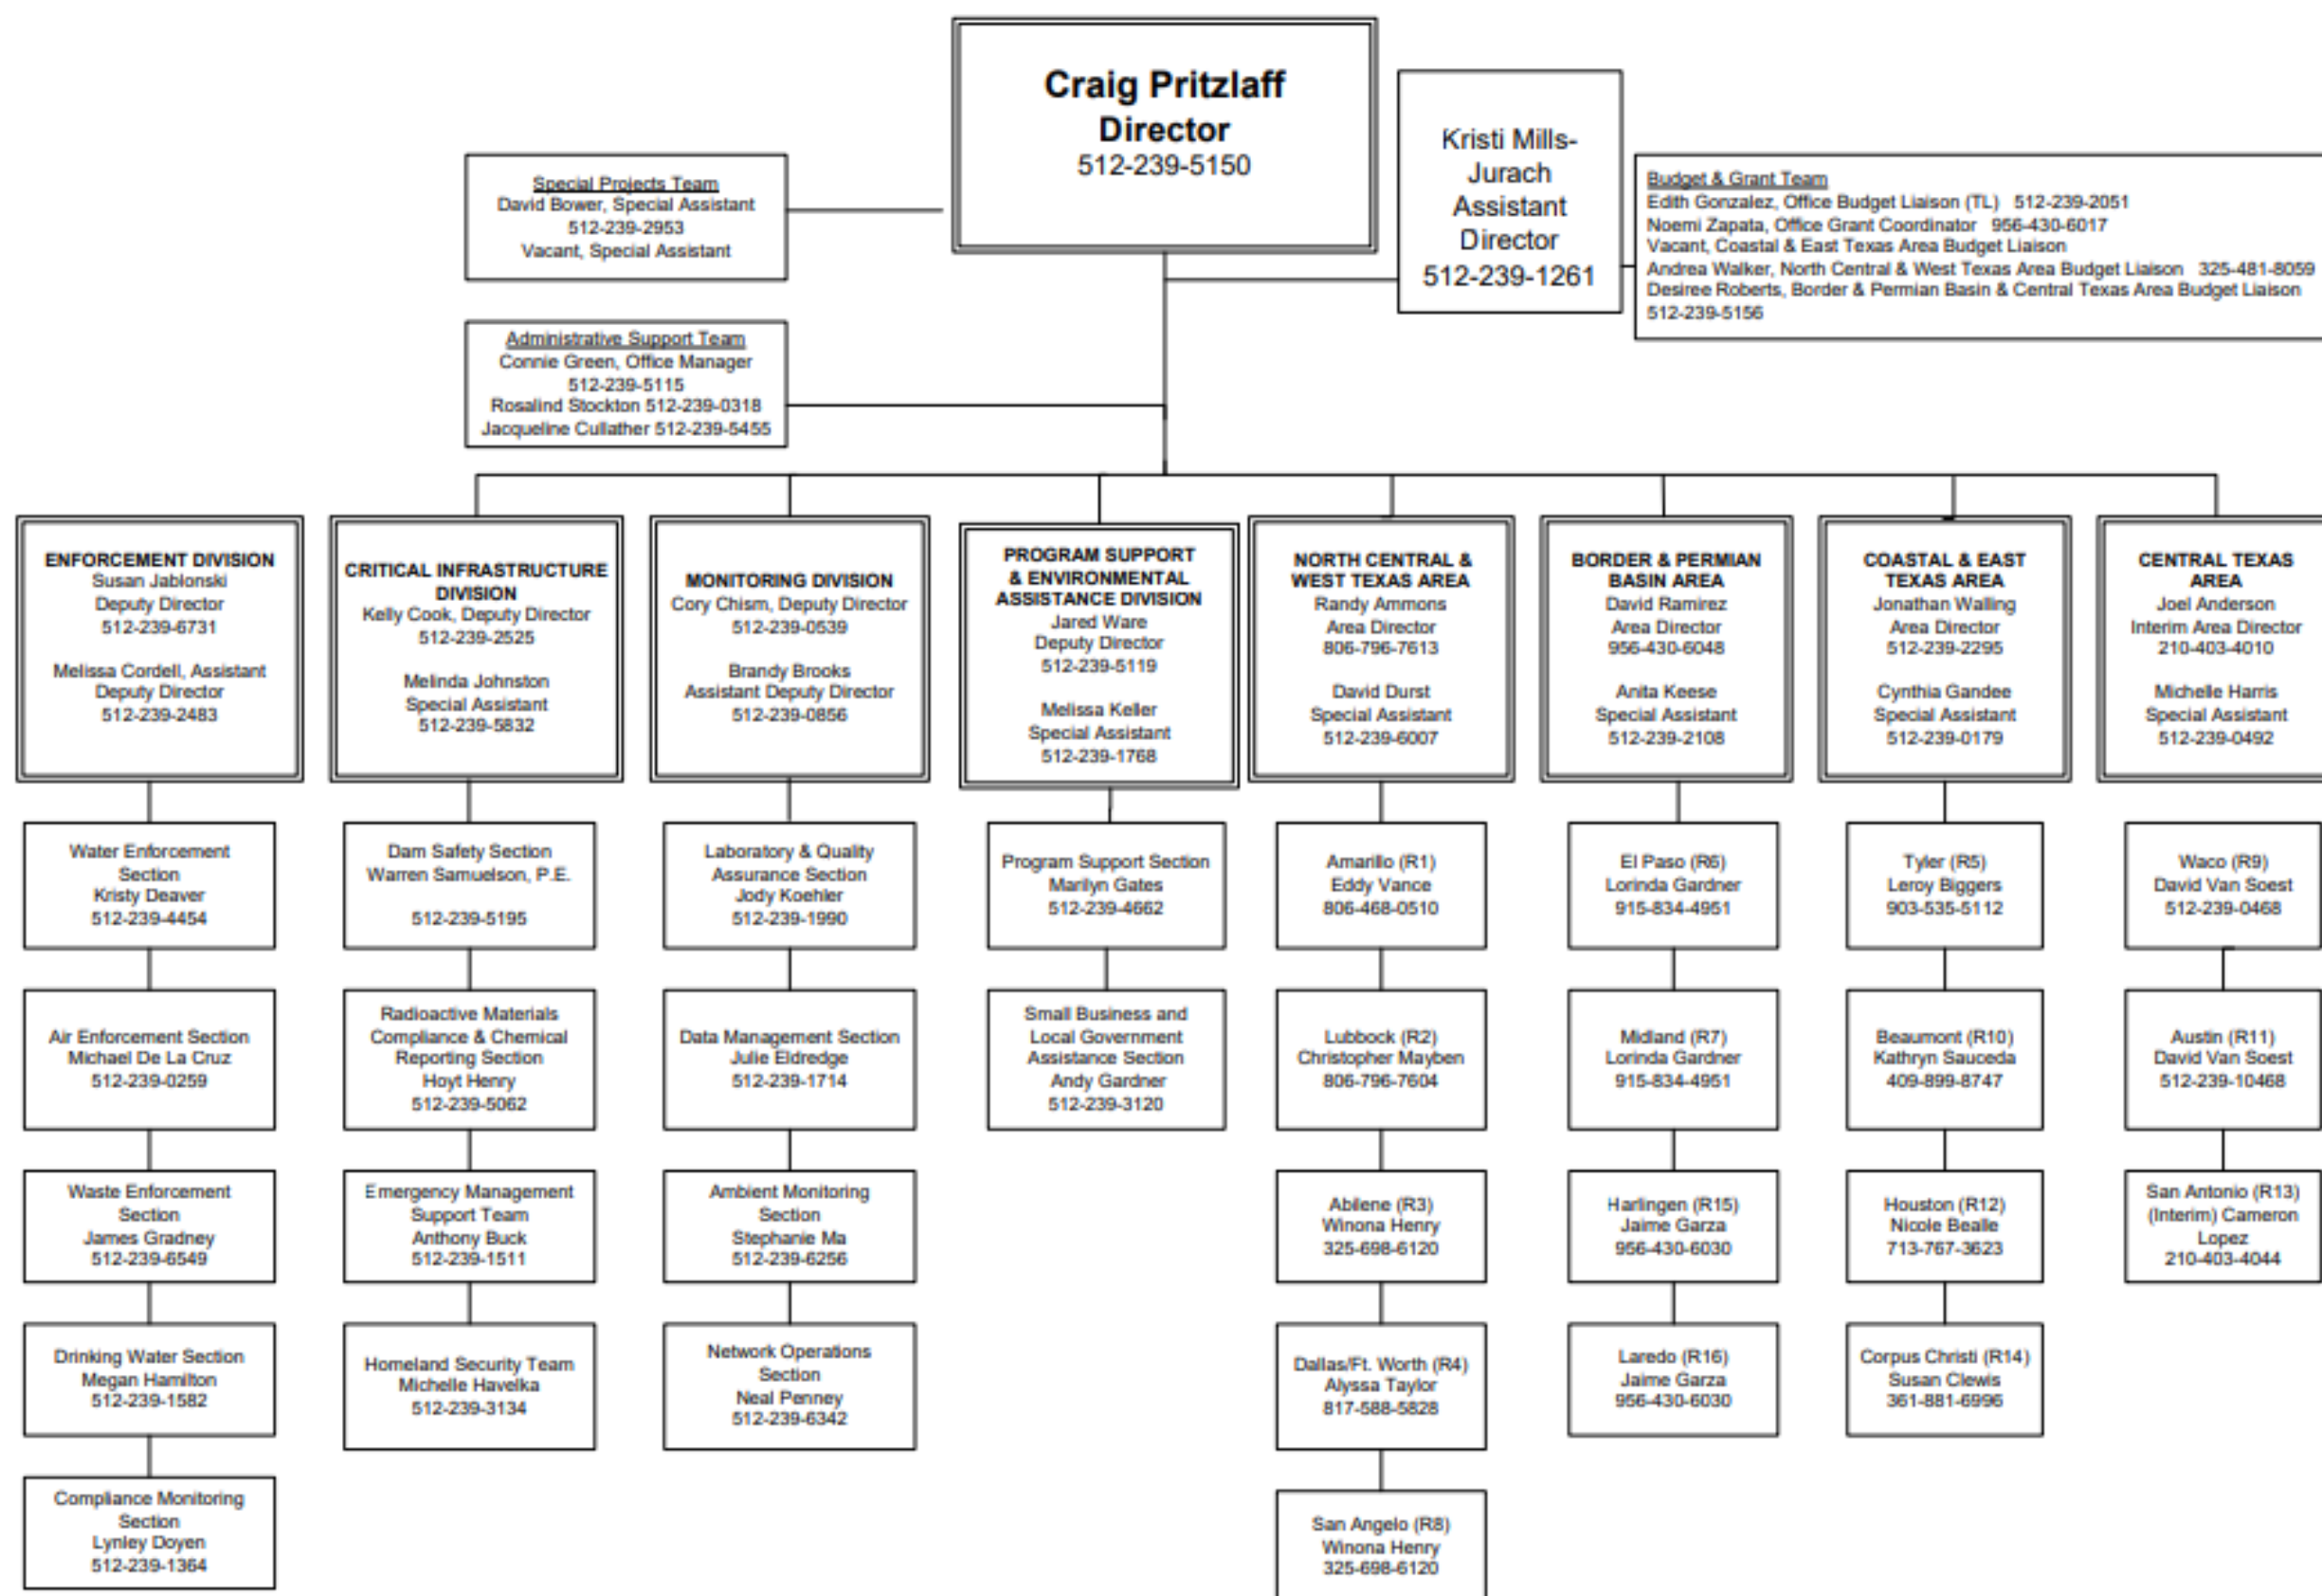 Craig Pritzlaff
Director
512-239-5150
Kristi Mills-
Jurach
Assistant
Director
512-239-1261
Special Projects Team
David Bower, Special Assistant
512-239-2953
Vacant, Special Assistant
Budget & Grant Team
Edith Gonzalez, Office Budget Liaison (TL) 512-239-2051
Noemi Zapata, Office Grant Coordinator 956-430-6017
Vacant, Coastal & East Texas Area Budget Liaison
Andrea Walker, North Central & West Texas Area Budget Liaison 325-481-8059
Desiree Roberts, Border & Permian Basin & Central Texas Area Budget Liaison
512-239-5156
Administrative Support Team
Connie Green, Office Manager
512-239-5115
Rosalind Stockton 512-239-0318
Jacqueline Cullather 512-239-5455
ENFORCEMENT DIVISION
Susan Jablonski
Deputy Director
512-239-6731
Melissa Cordell, Assistant
Deputy Director
512-239-2483
Water Enforcement
Section
Kristy Deaver
512-239-4454
Air Enforcement Section
Michael De La Cruz
512-239-0259
Waste Enforcement
Section
James Gradney
512-239-6549
Drinking Water Section
Megan Hamilton
512-239-1582
Compliance Monitoring
Section
Lynley Doyen
512-239-1364
CRITICAL INFRASTRUCTURE
DIVISION
Kelly Cook, Deputy Director
512-239-2525
Melinda Johnston
Special Assistant
512-239-5832
Dam Safety Section
Warren Samuelson, P.E.
512-239-5195
Radioactive Materials
Compliance & Chemical
Reporting Section
Hoyt Henry
512-239-5062
Emergency Management
Support Team
Anthony Buck
512-239-1511
Homeland Security Team
Michelle Havelka
512-239-3134
MONITORING DIVISION
Cory Chism, Deputy Director
512-239-0539
Brandy Brooks
Assistant Deputy Director
512-239-0856
Laboratory & Quality
Assurance Section
Jody Koehler
512-239-1990
Data Management Section
Julie Eldredge
512-239-1714
Ambient Monitoring
Section
Stephanie Ma
512-239-6256
Network Operations
Section
Neal Penney
512-239-6342
PROGRAM SUPPORT
& ENVIRONMENTAL
ASSISTANCE DIVISION
Jared Ware
Deputy Director
512-239-5119
Melissa Keller
Special Assistant
512-239-1768
Program Support Section
Marilyn Gates
512-239-4662
Small Business and
Local Government
Assistance Section
Andy Gardner
512-239-3120
NORTH CENTRAL &
WEST TEXAS AREA
Randy Ammons
Area Director
806-796-7613
David Durst
Special Assistant
512-239-6007
Amarillo (R1)
Eddy Vance
806-468-0510
Lubbock (R2)
Christopher Mayben
806-796-7604
Abilene (R3)
Winona Henry
325-698-6120
Dallas/Ft. Worth (R4)
Alyssa Taylor
817-588-5828
San Angelo (R8)
Winona Henry
325-698-6120
BORDER & PERMIAN
BASIN AREA
David Ramirez
Area Director
956-430-6048
Anita Keese
Special Assistant
512-239-2108
El Paso (R6)
Lorinda Gardner
915-834-4951
Midland (R7)
Lorinda Gardner
915-834-4951
Harlingen (R15)
Jaime Garza
956-430-6030
Laredo (R16)
Jaime Garza
956-430-6030
COASTAL & EAST
TEXAS AREA
Jonathan Walling
Area Director
512-239-2295
Cynthia Gandee
Special Assistant
512-239-0179
Tyler (R5)
Leroy Biggers
903-535-5112
Beaumont (R10)
Kathryn Sauceda
409-899-8747
Houston (R12)
Nicole Bealle
713-767-3623
Corpus Christi (R14)
Susan Clewis
361-881-6996
CENTRAL TEXAS
AREA
Joel Anderson
Interim Area Director
210-403-4010
Michelle Harris
Special Assistant
512-239-0492
Waco (R9)
David Van Soest
512-239-0468
Austin (R11)
David Van Soest
512-239-10468
San Antonio (R13)
(Interim) Cameron
Lopez
210-403-4044